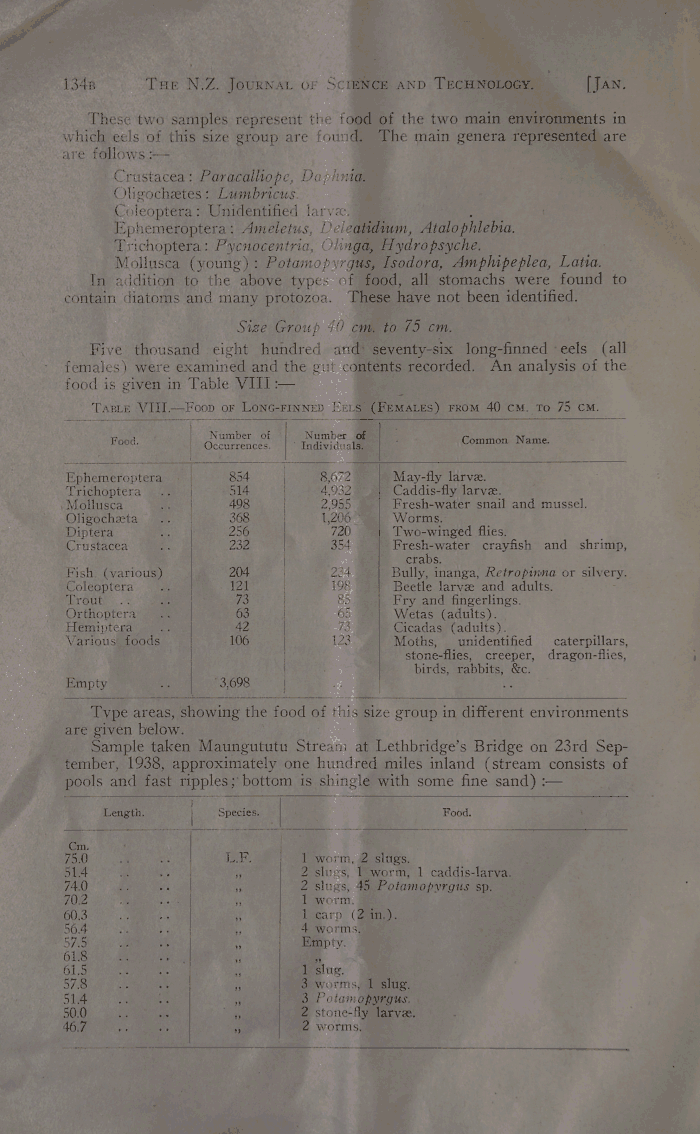 134B THE N.Z. JOURNAL OF SCIENCE AND TECHNOLOGY. [JAN.
These two samples represent the food of the two main environments in
which eels of this size group are found. The main genera represented are
are follows:—
Crustacea: Paracalliope, Daphnia.
Oligochætes: Lumbricus.
Coleoptera: Unidentified larvæ.
Ephemeroptera: Ameletus, Deleatidium, Atalophlebia.
Trichoptera: Pycnocentria, Olinga, Hydropsyche.
Mollusca (young): Potamopyrgus, Isodora, Amphipeplea, Latia.
In addition to the above types of food, all stomachs were found to
contain diatoms and many protozoa. These have not been identified.
Size Group 40 cm. to 75 cm.
Five thousand eight hundred and seventy-six long-finned eels (all
females) were examined and the gut contents recorded. An analysis of the
food is given in Table VIII:—
TABLE VIII.—FOOD OF LONG-FINNED EELS (FEMALES) FROM 40 CM. TO 75 CM.
Food. Number of Occurrences. Number of Individuals. Common Name.
Ephemeroptera 854 8,672 May-fly larvæ.
Trichoptera .. 514 4,932 Caddis-fly larvæ.
Mollusca .. 498 2,955 Fresh-water snail and mussel.
Oligochæta .. 368 1,206 Worms.
Diptera .. 256 720 Two-winged flies.
Crustacea .. 232 354 Fresh-water crayfish and shrimp,
crabs.
Fish (various) 204 234 Bully, inanga, Retropinna or silvery.
Coleoptera .. 121 198 Beetle larvæ and adults.
Trout .. .. 73 85 Fry and fingerlings.
Orthoptera .. 63 65 Wetas (adults).
Hemiptera .. 42 73 Cicadas (adults).
Various foods 106 123 Moths, unidentified caterpillars,
stone-flies, creeper, dragon-flies,
birds, rabbits, &c.
Empty .. 3,698 .. ..
Type areas, showing the food of this size group in different environments
are given below.
Sample taken Maungututu Stream at Lethbridge's Bridge on 23rd Sep-
tember, 1938, approximately one hundred miles inland (stream consists of
pools and fast ripples; bottom is shingle with some fine sand):—
Length. Species. Food.
Cm.
75.0 .. .. L.F. 1 worm, 2 slugs.
51.4 .. .. ,, 2 slugs, 1 worm, 1 caddis-larva.
74.0 .. .. ,, 2 slugs, 45 Potamopyrgus sp.
70.2 .. .. ,, 1 worm.
60.3 .. .. ,, 1 carp (2 in.).
56.4 .. .. ,, 4 worms.
57.5 .. .. ,, Empty.
61.8 .. .. ,, ,,
61.5 .. .. ,, 1 slug.
57.8 .. .. ,, 3 worms, 1 slug.
51.4 .. .. ,, 3 Potamopyrgus.
50.0 .. .. ,, 2 stone-fly larvæ.
46.7 .. .. ,, 2 worms.